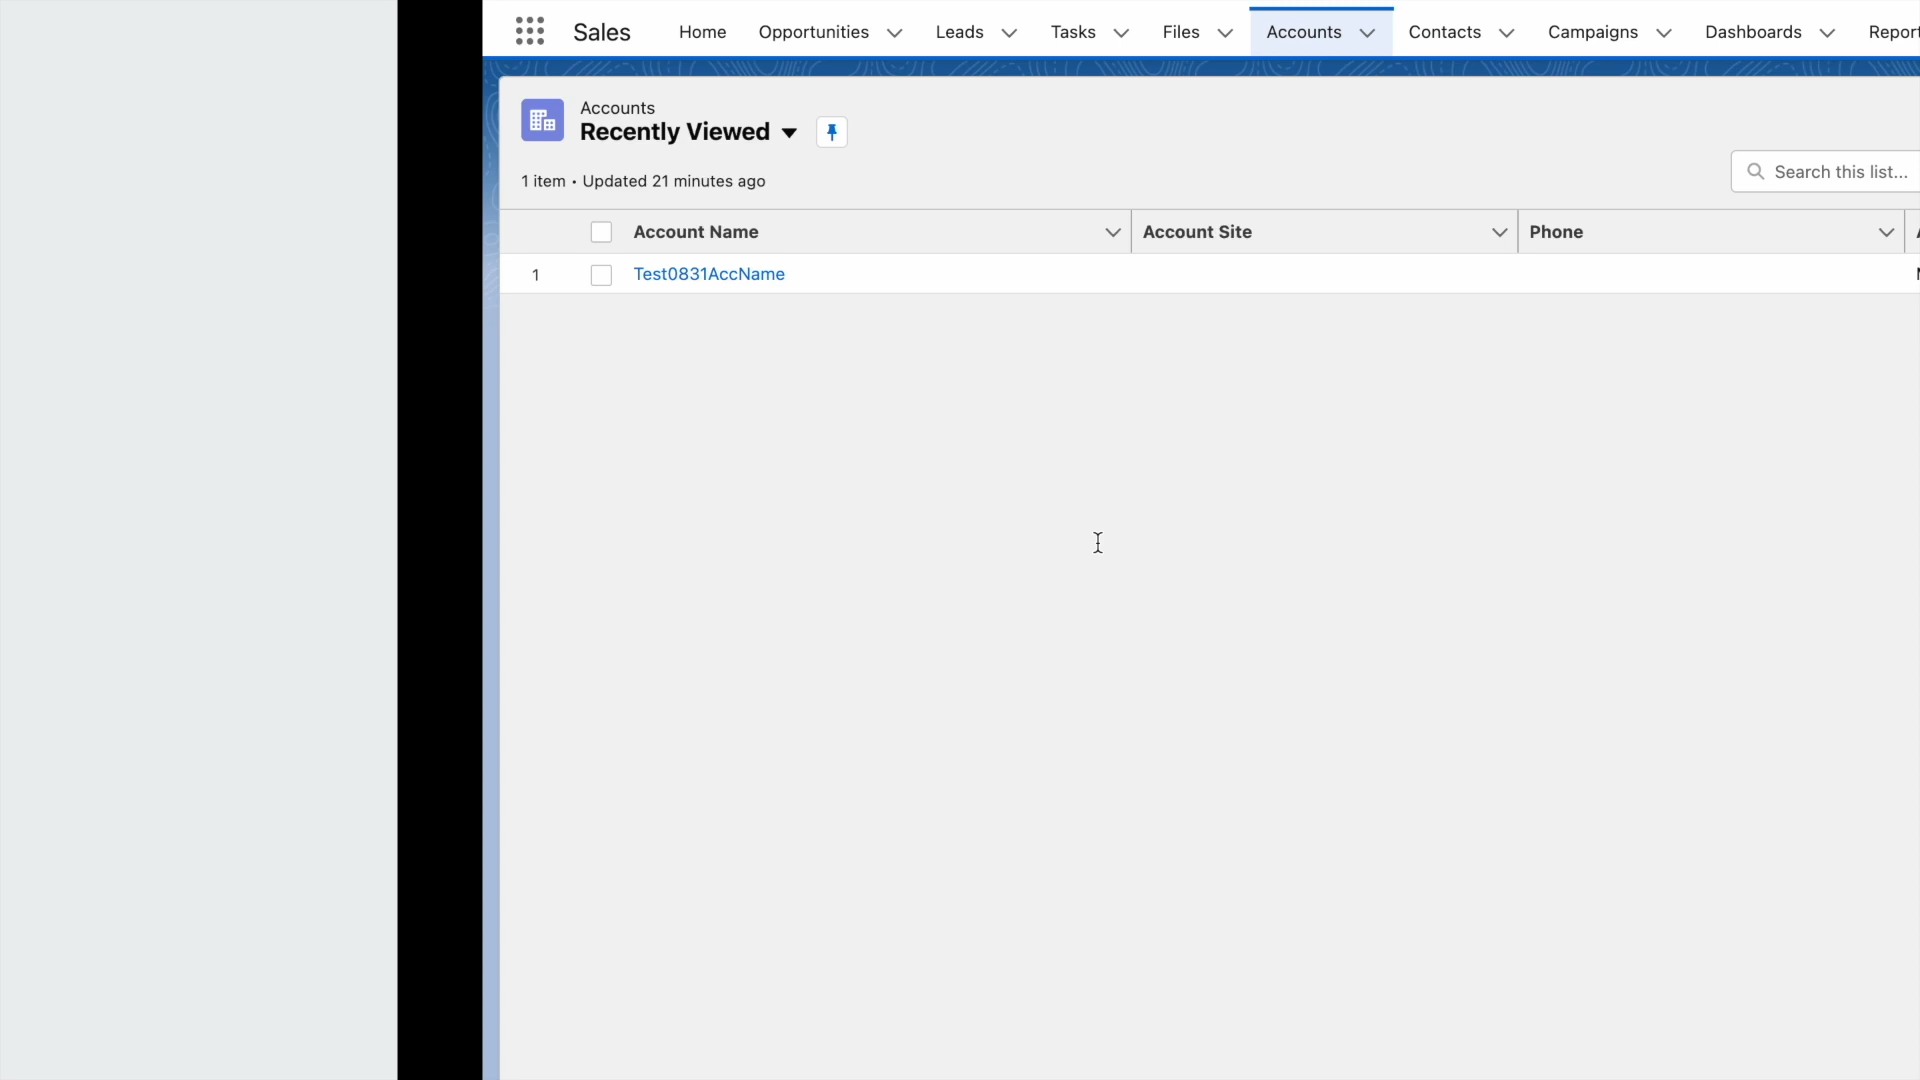 Sales Home Opportunities Leads Tasks Files Accounts Contacts Campaigns Dashboards
Accounts
Recently Viewed
1 item • Updated 21 minutes ago
Search this list...
Account Name Account Site Phone
1 Test0831AccName